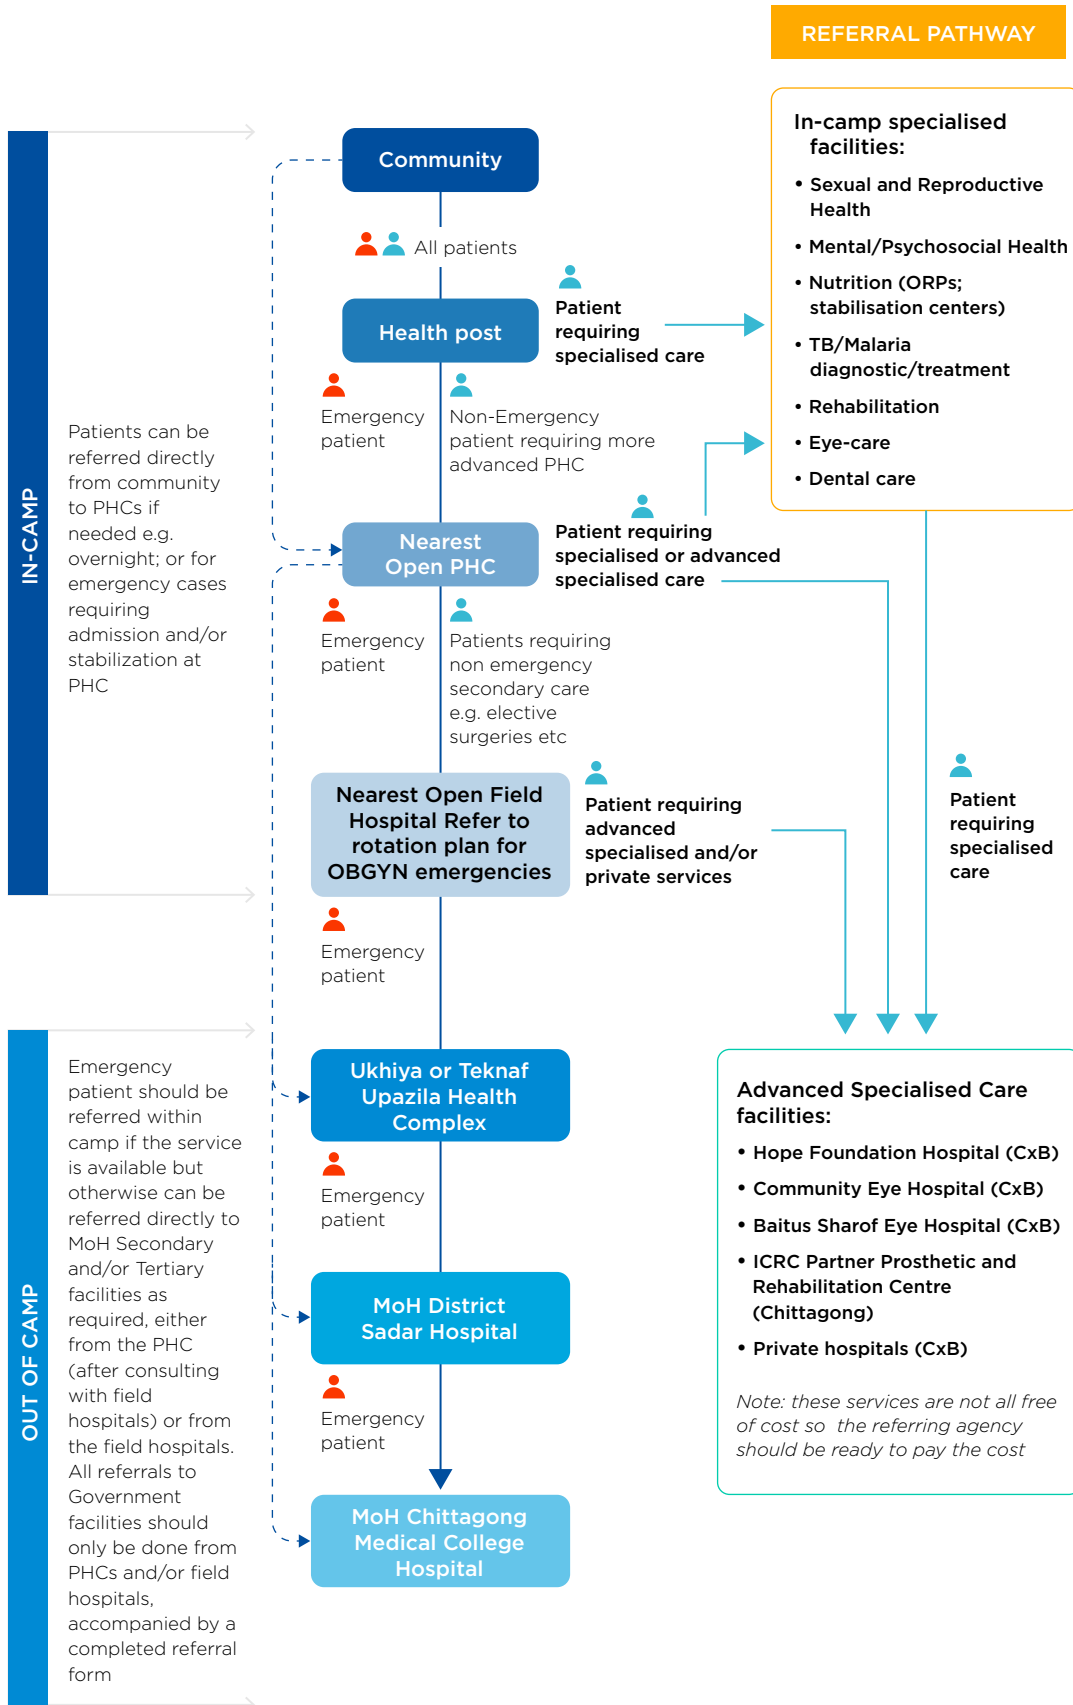 REFERRAL PATHWAY
In-camp specialised
facilities:
• Sexual and Reproductive
Health
• Mental/Psychosocial Health
• Nutrition (ORPs;
stabilisation centers)
• TB/Malaria
diagnostic/treatment
• Rehabilitation
• Eye-care
• Dental care
IN-CAMP
Patients can be
referred directly
from community
to PHCs if
needed e.g.
overnight; or for
emergency cases
requiring
admission and/or
stabilization at
PHC
Community
All patients
Health post
Patient
requiring
specialised care
Emergency
patient
Non-Emergency
patient requiring more
advanced PHC
Nearest
Open PHC
Patient requiring
specialised or advanced
specialised care
Emergency
patient
Patients requiring
non emergency
secondary care
e.g. elective
surgeries etc
Nearest Open Field
Hospital Refer to
rotation plan for
OBGYN emergencies
Patient requiring
advanced
specialised and/or
private services
Patient
requiring
specialised
care
Emergency
patient
OUT OF CAMP
Emergency
patient should be
referred within
camp if the service
is available but
otherwise can be
referred directly to
MoH Secondary
and/or Tertiary
facilities as
required, either
from the PHC
(after consulting
with field
hospitals) or from
the field hospitals.
All referrals to
Government
facilities should
only be done from
PHCs and/or field
hospitals,
accompanied by a
completed referral
form
Ukhiya or Teknaf
Upazila Health
Complex
Emergency
patient
MoH District
Sadar Hospital
Emergency
patient
MoH Chittagong
Medical College
Hospital
Advanced Specialised Care
facilities:
• Hope Foundation Hospital (CxB)
• Community Eye Hospital (CxB)
• Baitus Sharof Eye Hospital (CxB)
• ICRC Partner Prosthetic and
Rehabilitation Centre
(Chittagong)
• Private hospitals (CxB)
Note: these services are not all free
of cost so the referring agency
should be ready to pay the cost